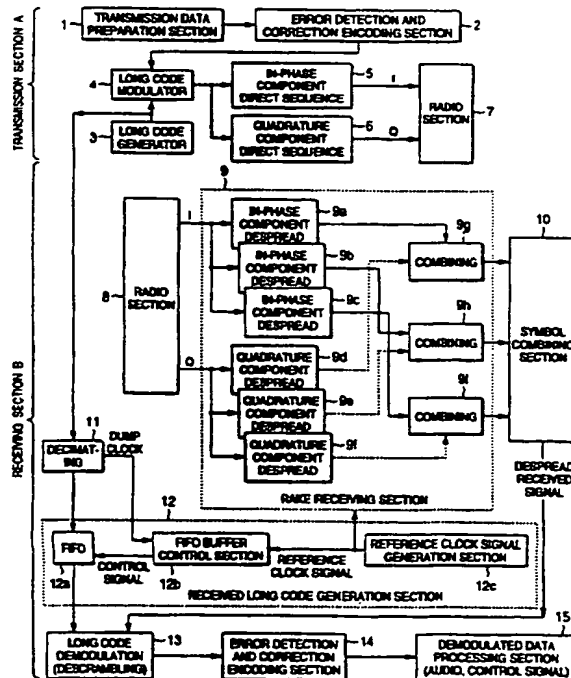 TRANSMISSION SECTION A
1
TRANSMISSION DATA
PREPARATION SECTION
ERROR DETECTION AND
CORRECTION ENCODING SECTION
2
4
LONG CODE
MODULATOR
IN-PHASE
COMPONENT
DIRECT SEQUENCE
5
I
RADIO
SECTION
7
3
LONG CODE
GENERATOR
QUADRATURE
COMPONENT
DIRECT SEQUENCE
6
Q
RECEIVING SECTION B
9
8
RADIO
SECTION
I
Q
IN-PHASE
COMPONENT
DESPREAD
9a
IN-PHASE
COMPONENT
DESPREAD
9b
IN-PHASE
COMPONENT
DESPREAD
9c
QUADRATURE
COMPONENT
DESPREAD
9d
QUADRATURE
COMPONENT
DESPREAD
9e
QUADRATURE
COMPONENT
DESPREAD
9f
COMBINING
9g
COMBINING
9h
COMBINING
9f
10
SYMBOL
COMBINING
SECTION
RAKE RECEIVING SECTION
DESPREAD
RECEIVED
SIGNAL
11
DECIMAT-
ING
DUMP
CLOCK
12
FIFO
12a
CONTROL
SIGNAL
FIFO BUFFER
CONTROL SECTION
12b
REFERENCE
CLOCK SIGNAL
REFERENCE CLOCK SIGNAL
GENERATION SECTION
12c
RECEIVED LONG CODE GENERATION SECTION
LONG CODE
DEMODULATION
(DESCRAMBLING)
13
ERROR DETECTION
AND CORRECTION
ENCODING SECTION
14
15
DEMODULATED DATA
PROCESSING SECTION
(AUDIO, CONTROL SIGNAL)